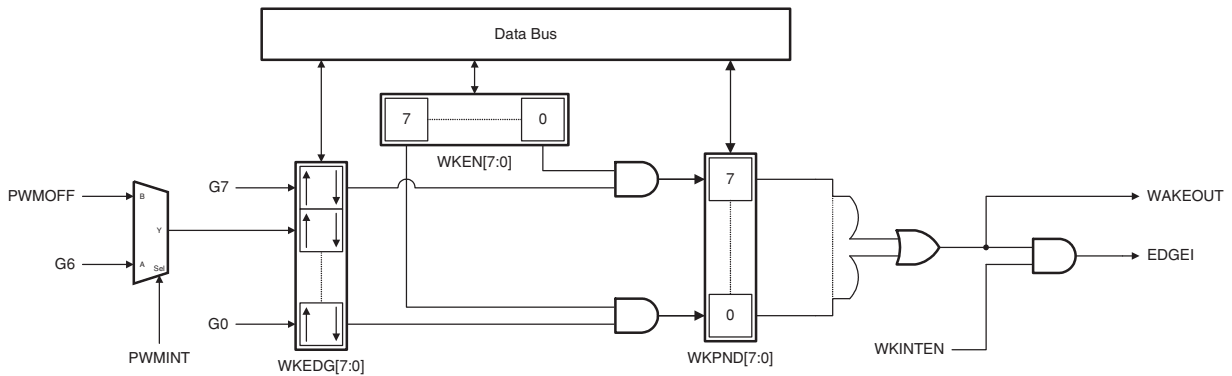 Data Bus
7
0
WKEN[7:0]
G7
7
PWMOFF
B
WAKEOUT
Y
G6
A
EDGEI
Sel
G0
0
WKINTEN
PWMINT
WKEDG[7:0]
WKPND[7:0]